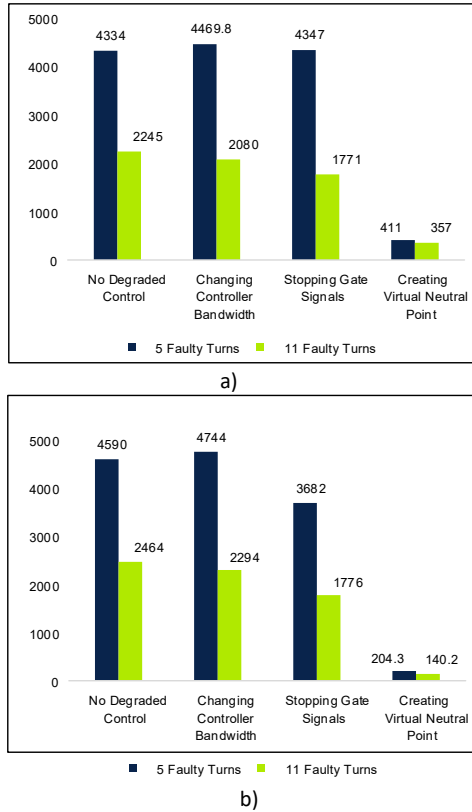 5000
4000
3000
2000
1000
0
4334
2245
4469.8
2080
4347
1771
411
357
No Degraded
Control
Changing
Controller
Bandwidth
Stopping Gate
Signals
Creating
Virtual Neutral
Point
5 Faulty Turns
11 Faulty Turns
a)
5000
4000
3000
2000
1000
0
4590
2464
4744
2294
3682
1776
204.3
140.2
No Degraded
Control
Changing
Controller
Bandwidth
Stopping Gate
Signals
Creating
Virtual Neutral
Point
5 Faulty Turns
11 Faulty Turns
b)